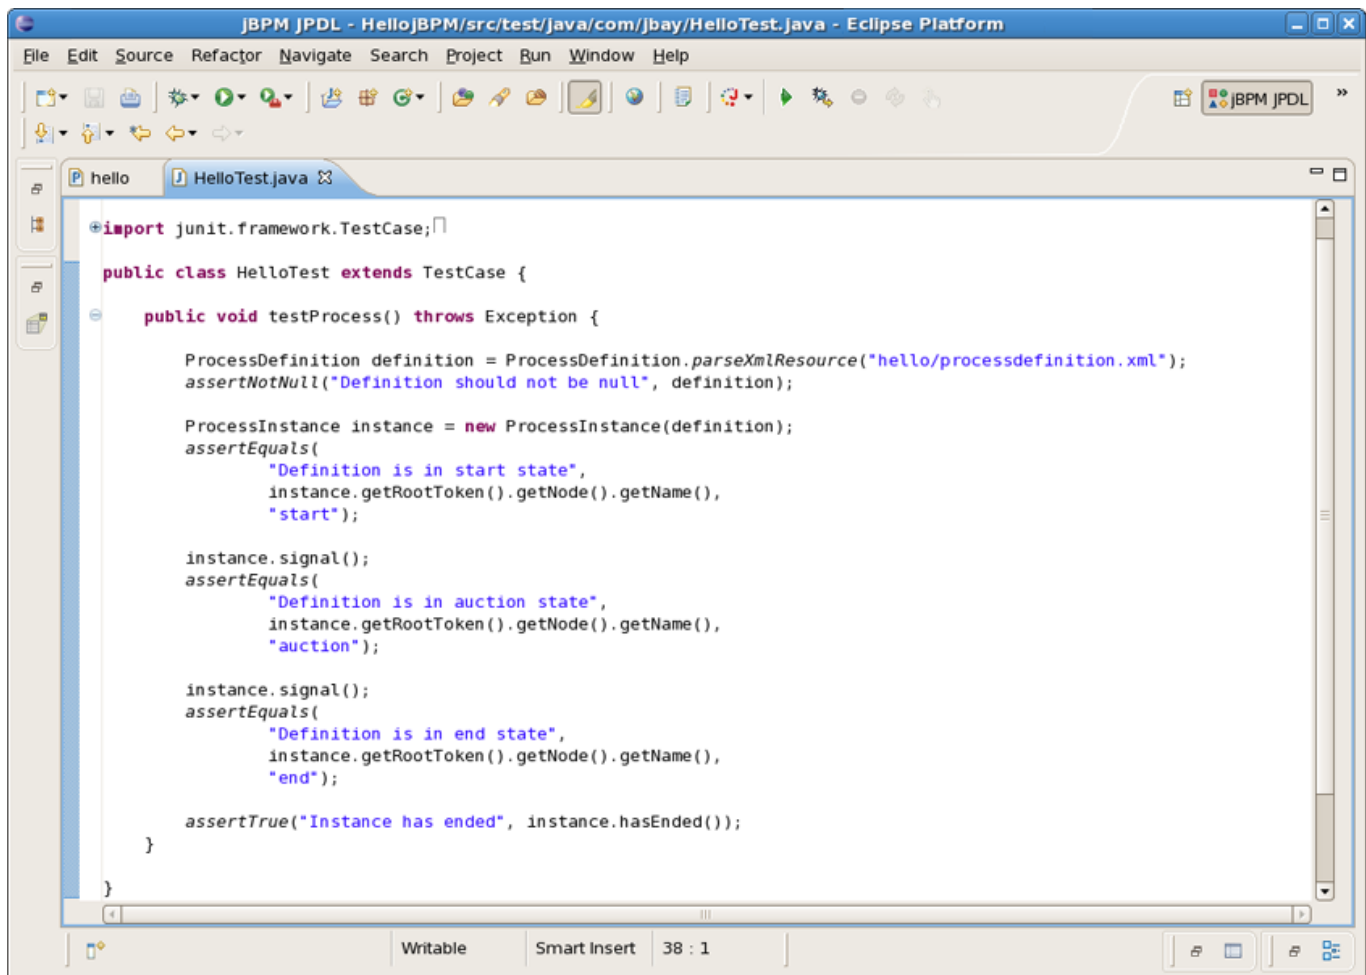 jBPM JPDL - HellojBPM/src/test/java/com/jbay/HelloTest.java - Eclipse Platform
File Edit Source Refactor Navigate Search Project Run Window Help
jBPM JPDL »
hello HelloTest.java
import junit.framework.TestCase;
public class HelloTest extends TestCase {
public void testProcess() throws Exception {
ProcessDefinition definition = ProcessDefinition.parseXmlResource("hello/processdefinition.xml");
assertNotNull("Definition should not be null", definition);
ProcessInstance instance = new ProcessInstance(definition);
assertEquals(
"Definition is in start state",
instance.getRootToken().getNode().getName(),
"start");
instance.signal();
assertEquals(
"Definition is in auction state",
instance.getRootToken().getNode().getName(),
"auction");
instance.signal();
assertEquals(
"Definition is in end state",
instance.getRootToken().getNode().getName(),
"end");
assertTrue("Instance has ended", instance.hasEnded());
}
}
Writable Smart Insert 38 : 1